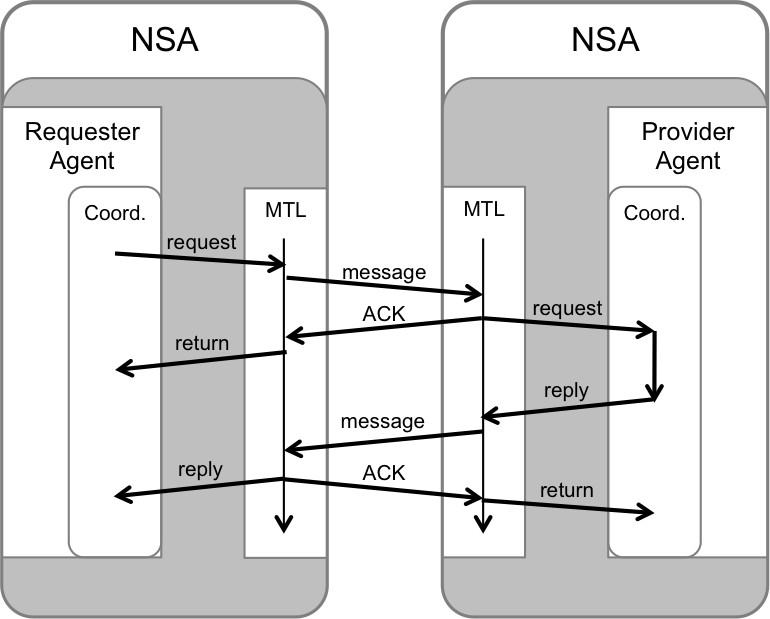 NSA
NSA
Requester
Agent
Provider
Agent
Coord.
MTL
MTL
Coord.
request
message
ACK
request
return
reply
message
reply
ACK
return